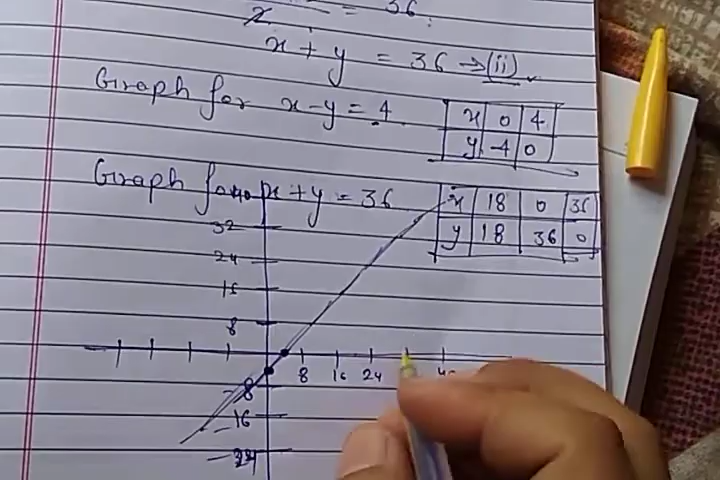 x = 36
x + y = 36 → (ii)
Graph for x - y = 4
x 0 4
y -4 0
Graph for x + y = 36
x 18 0 36
y 18 36 0
32
24
16
8
8 16 24
-8
-16